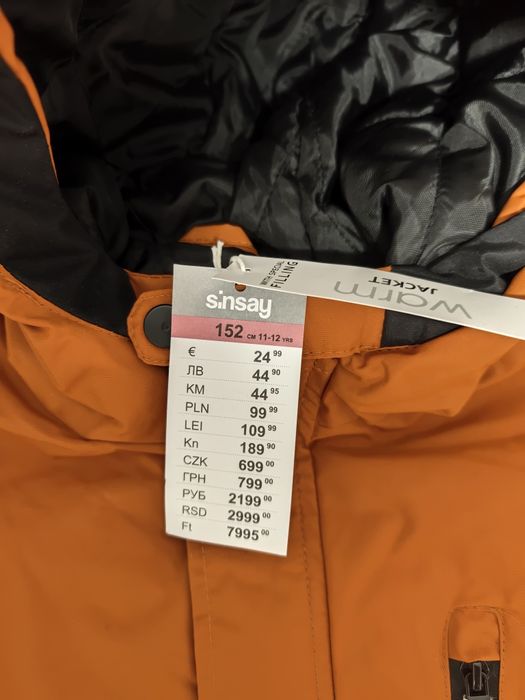 WITH SPECIAL
FILLING
warm
JACKET
sinsay
152 CM 11-12 YRS
€ 24 99
ЛВ 44 90
KM 44 95
PLN 99 99
LEI 109 99
Kn 189 90
CZK 699 00
ГРН 799 00
РУБ 2199 00
RSD 2999 00
Ft 7995 00